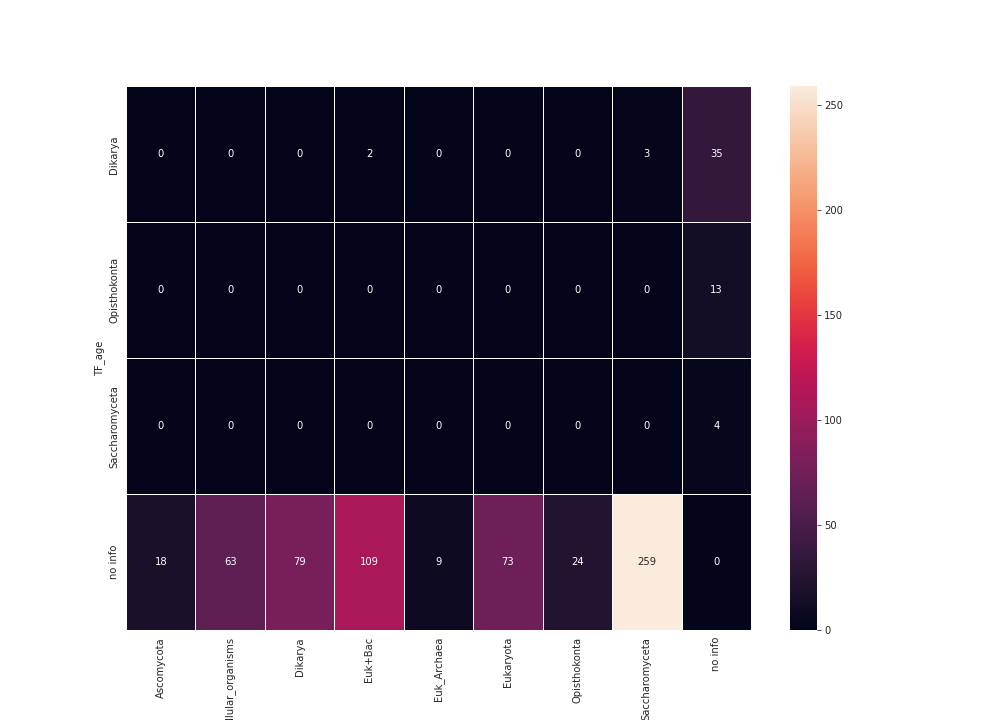 TF_age
Dikarya 0 0 0 2 0 0 0 3 35
Opisthokonta 0 0 0 0 0 0 0 0 13
Saccharomyceta 0 0 0 0 0 0 0 0 4
no info 18 63 79 109 9 73 24 259 0
Ascomycota llular_organisms Dikarya Euk+Bac Euk_Archaea Eukaryota Opisthokonta Saccharomyceta no info
250
200
150
100
50
0